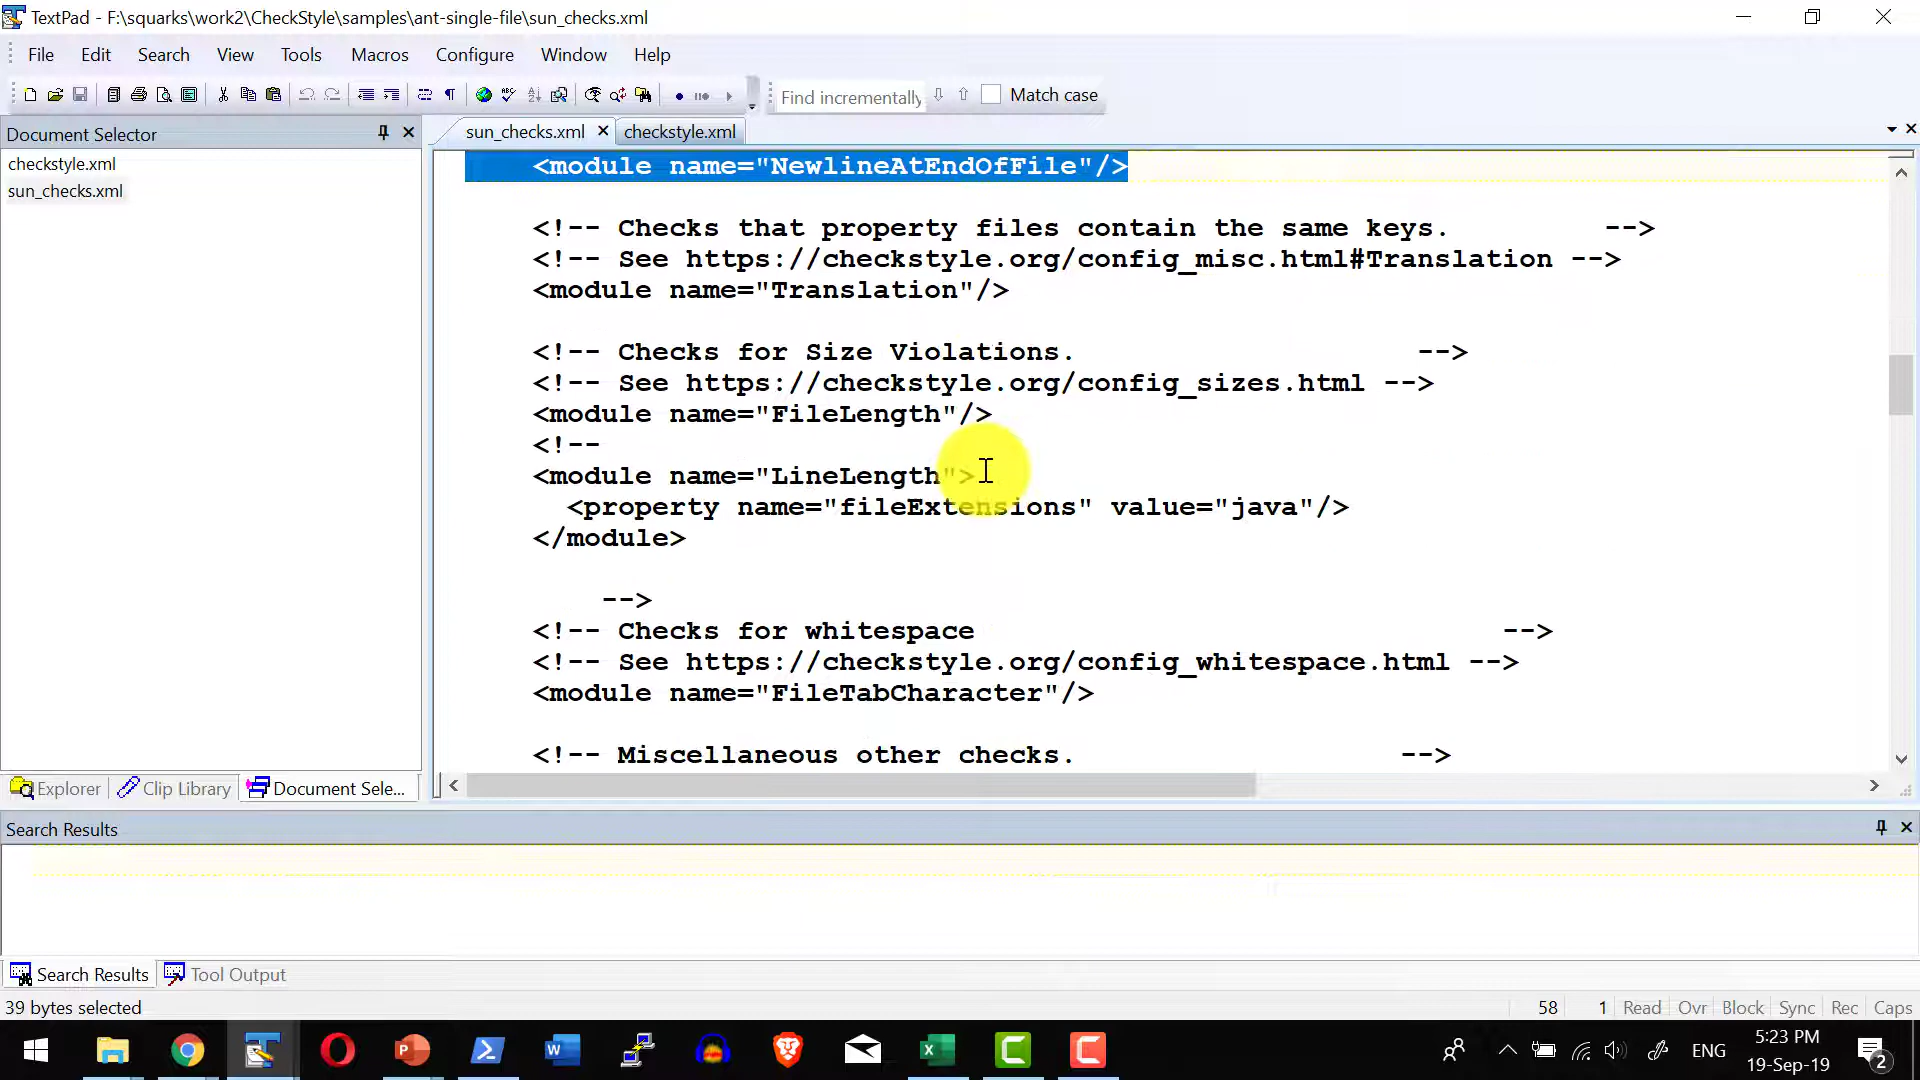 TextPad - F:\squarks\work2\CheckStyle\samples\ant-single-file\sun_checks.xml
File Edit Search View Tools Macros Configure Window Help
Find incrementally Match case
Document Selector
checkstyle.xml
sun_checks.xml
sun_checks.xml checkstyle.xml
<module name="NewlineAtEndOfFile"/>
<!-- Checks that property files contain the same keys. -->
<!-- See https://checkstyle.org/config_misc.html#Translation -->
<module name="Translation"/>
<!-- Checks for Size Violations. -->
<!-- See https://checkstyle.org/config_sizes.html -->
<module name="FileLength"/>
<!--
<module name="LineLength">
<property name="fileExtensions" value="java"/>
</module>
-->
<!-- Checks for whitespace -->
<!-- See https://checkstyle.org/config_whitespace.html -->
<module name="FileTabCharacter"/>
<!-- Miscellaneous other checks. -->
Explorer Clip Library Document Sele...
Search Results
Search Results Tool Output
39 bytes selected 58 1 Read Ovr Block Sync Rec Caps
ENG 5:23 PM
19-Sep-19 2